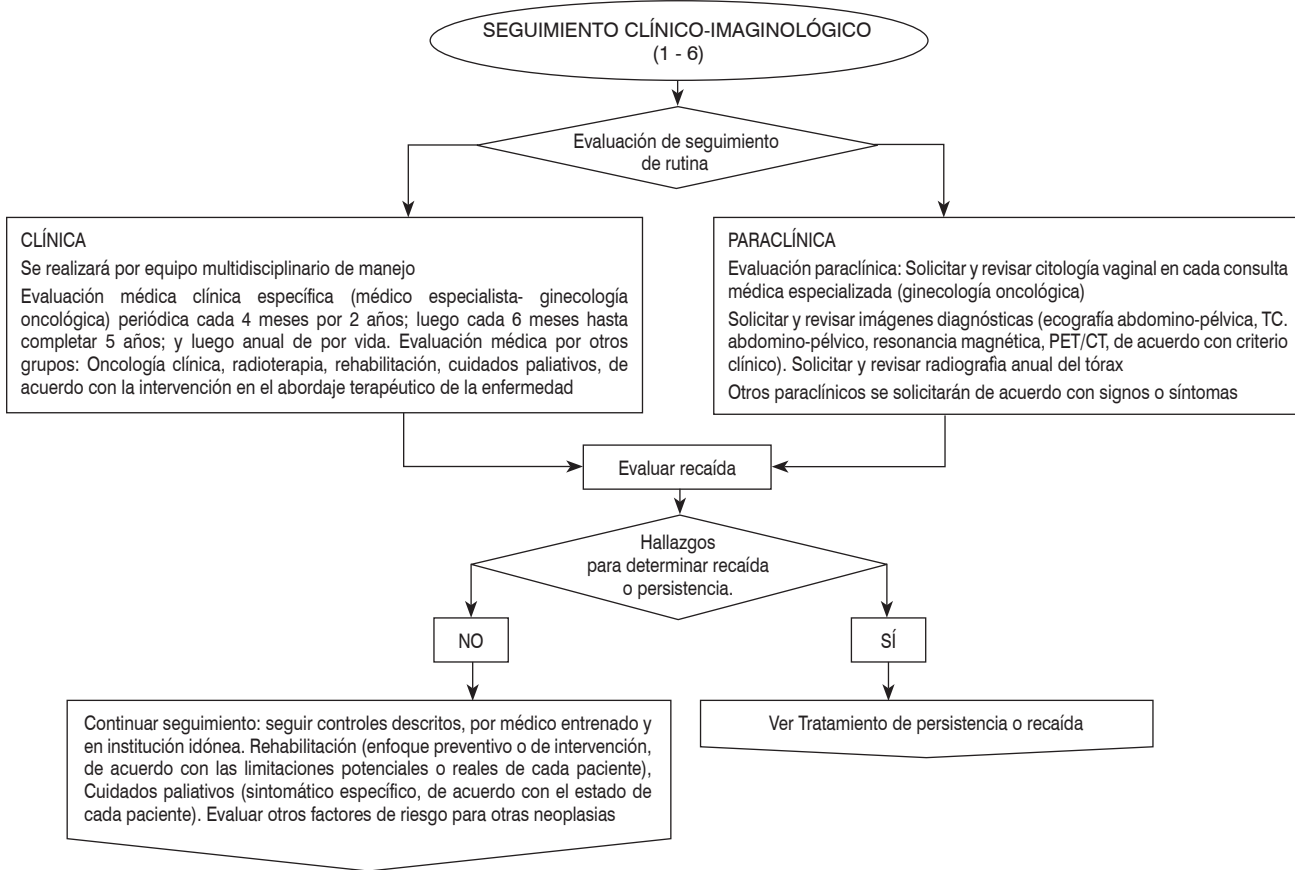 SEGUIMIENTO CLÍNICO-IMAGINOLÓGICO
(1 - 6)
Evaluación de seguimiento
de rutina
CLÍNICA
Se realizará por equipo multidisciplinario de manejo
Evaluación médica clínica específica (médico especialista- ginecología
oncológica) periódica cada 4 meses por 2 años; luego cada 6 meses hasta
completar 5 años; y luego anual de por vida. Evaluación médica por otros
grupos: Oncología clínica, radioterapia, rehabilitación, cuidados paliativos, de
acuerdo con la intervención en el abordaje terapéutico de la enfermedad
PARACLÍNICA
Evaluación paraclínica: Solicitar y revisar citología vaginal en cada consulta
médica especializada (ginecología oncológica)
Solicitar y revisar imágenes diagnósticas (ecografía abdomino-pélvica, TC.
abdomino-pélvico, resonancia magnética, PET/CT, de acuerdo con criterio
clínico). Solicitar y revisar radiografía anual del tórax
Otros paraclínicos se solicitarán de acuerdo con signos o síntomas
Evaluar recaída
Hallazgos
para determinar recaída
o persistencia.
NO
SÍ
Continuar seguimiento: seguir controles descritos, por médico entrenado y
en institución idónea. Rehabilitación (enfoque preventivo o de intervención,
de acuerdo con las limitaciones potenciales o reales de cada paciente),
Cuidados paliativos (sintomático específico, de acuerdo con el estado de
cada paciente). Evaluar otros factores de riesgo para otras neoplasias
Ver Tratamiento de persistencia o recaída